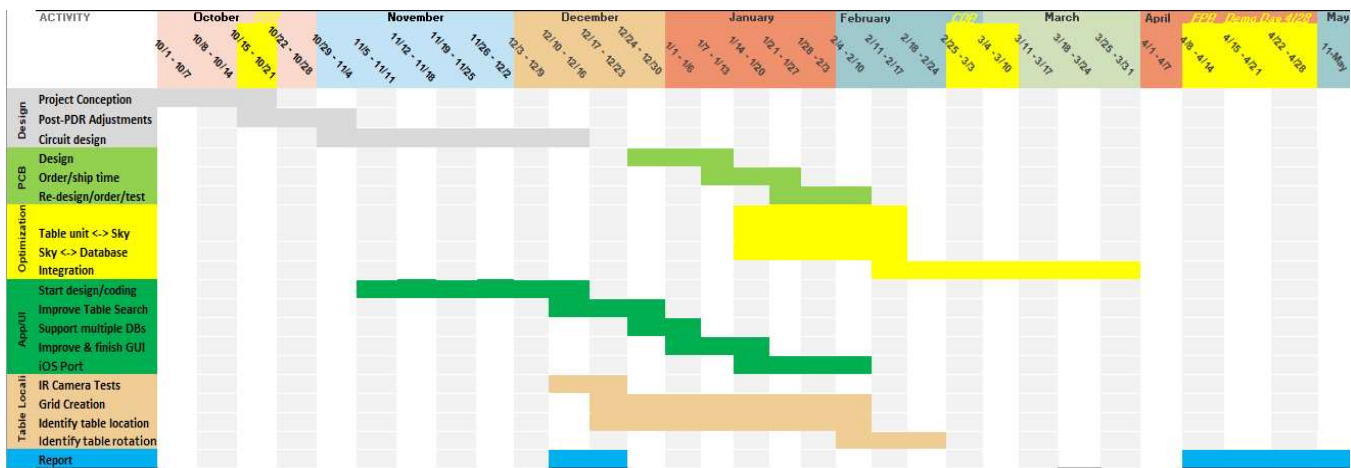 ACTIVITY
October
November
December
January
February
CDR
March
April
FPR Demo Day 4/28
May
10/1 - 10/7
10/8 - 10/14
10/15 - 10/21
10/22 - 10/28
10/29 - 11/4
11/5 - 11/11
11/12 - 11/18
11/19 - 11/25
11/26 - 12/2
12/3 - 12/9
12/10 - 12/16
12/17 - 12/23
12/24 - 12/30
1/1 - 1/6
1/7 - 1/13
1/14 - 1/20
1/21 - 1/27
1/28 - 2/3
2/4 - 2/10
2/11 - 2/17
2/18 - 2/24
2/25 - 3/3
3/4 - 3/10
3/11 - 3/17
3/18 - 3/24
3/25 - 3/31
4/1 - 4/7
4/8 - 4/14
4/15 - 4/21
4/22 - 4/28
11-May
Design
Project Conception
Post-PDR Adjustments
Circuit design
PCB
Design
Order/ship time
Re-design/order/test
Optimization
Table unit <-> Sky
Sky <-> Database
Integration
App/UI
Start design/coding
Improve Table Search
Support multiple DBs
Improve & finish GUI
iOS Port
Table Locali
IR Camera Tests
Grid Creation
Identify table location
Identify table rotation
Report